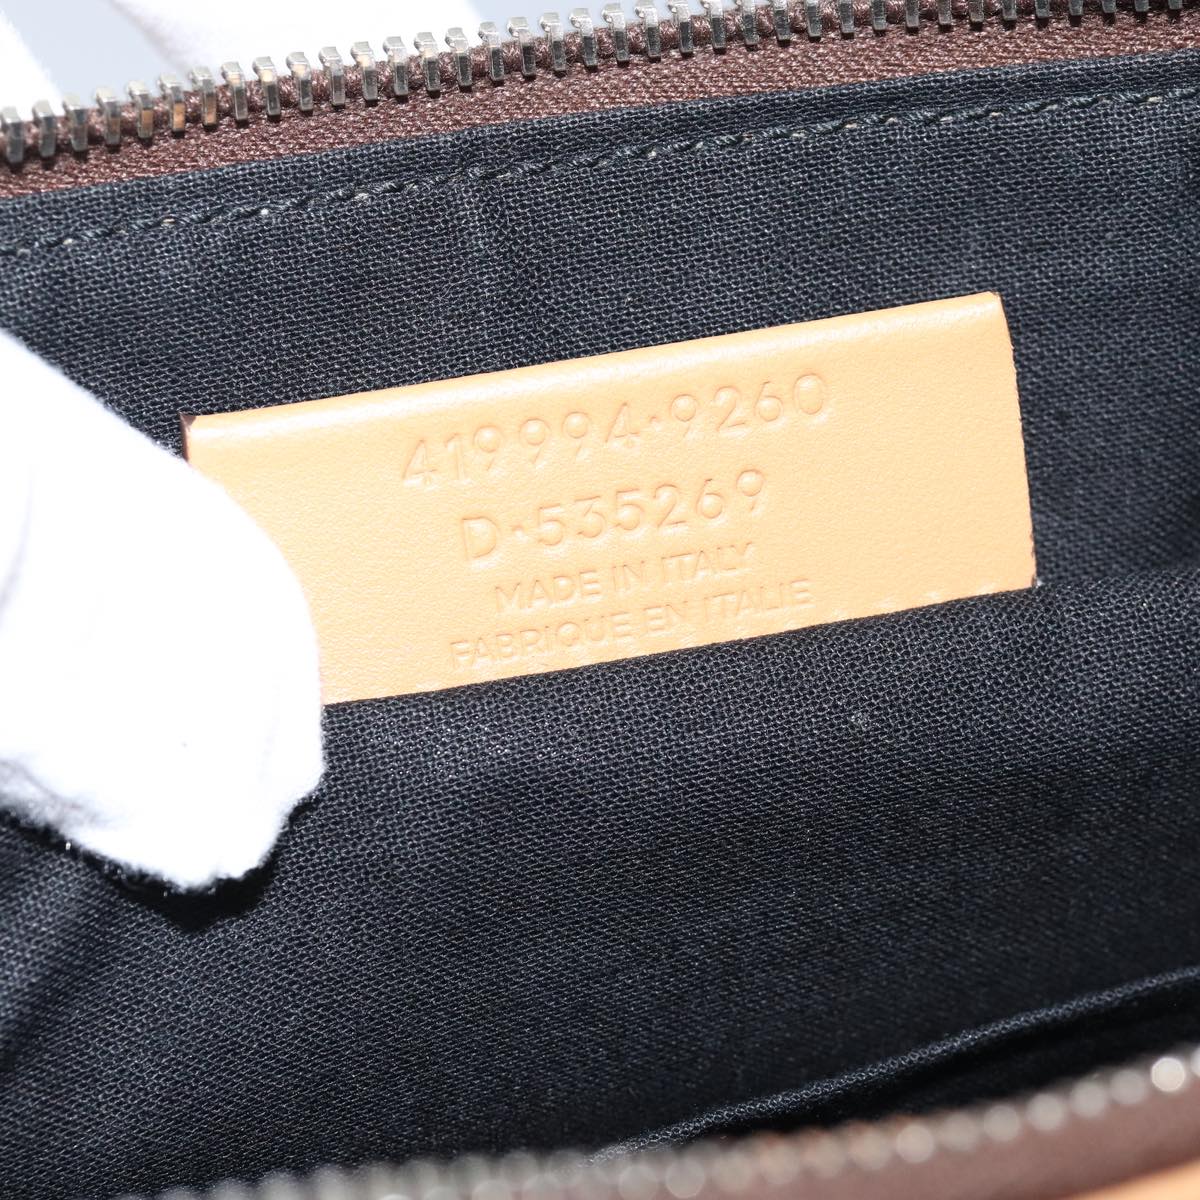 419994·9260
D·535269
MADE IN ITALY
FABRIQUE EN ITALIE